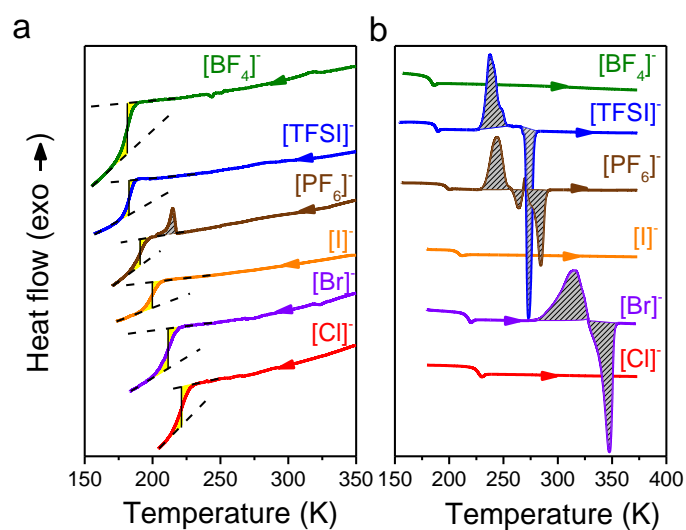 a
b
[BF4]-
[TFSI]-
[PF6]-
[I]-
[Br]-
[Cl]-
[BF4]-
[TFSI]-
[PF6]-
[I]-
[Br]-
[Cl]-
Heat flow (exo →)
150 200 250 300 350
150 200 250 300 350 400
Temperature (K)
Temperature (K)